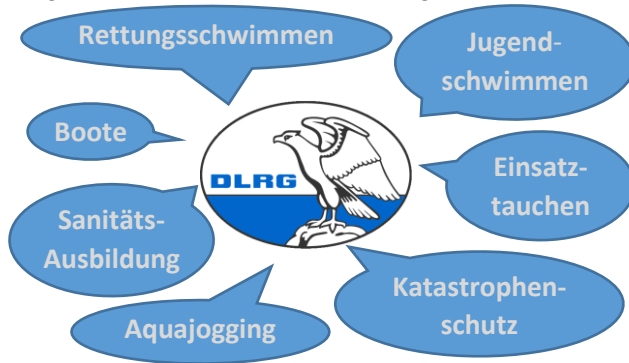 Rettungsschwimmen
Jugend-
schwimmen
Boote
DLRG
Einsatz-
tauchen
Sanitäts-
Ausbildung
Katastrophen-
schutz
Aquajogging